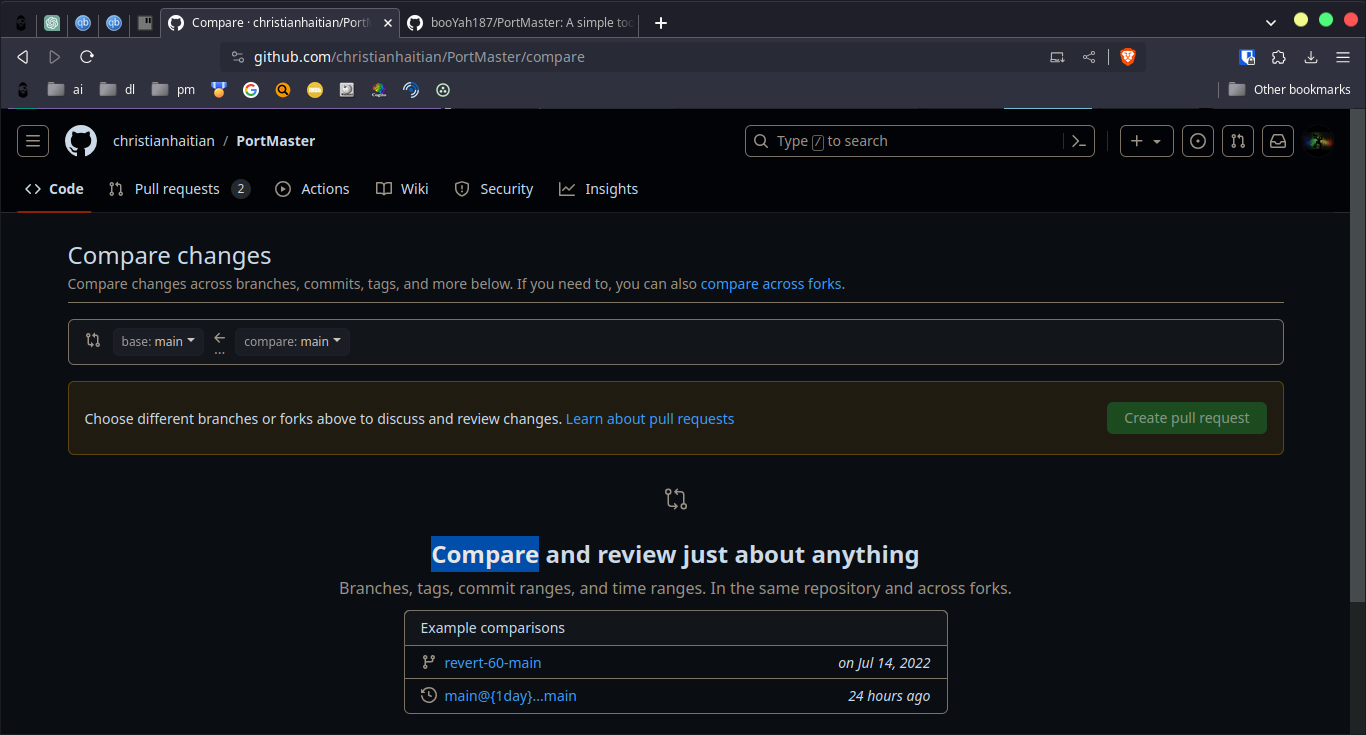 Compare · christianhaitian/PortM
booYah187/PortMaster: A simple too
github.com/christianhaitian/PortMaster/compare
ai
dl
pm
Other bookmarks
christianhaitian / PortMaster
Type / to search
Code
Pull requests 2
Actions
Wiki
Security
Insights
Compare changes
Compare changes across branches, commits, tags, and more below. If you need to, you can also compare across forks.
base: main
...
compare: main
Choose different branches or forks above to discuss and review changes. Learn about pull requests
Create pull request
Compare and review just about anything
Branches, tags, commit ranges, and time ranges. In the same repository and across forks.
Example comparisons
revert-60-main
on Jul 14, 2022
main@{1day}...main
24 hours ago